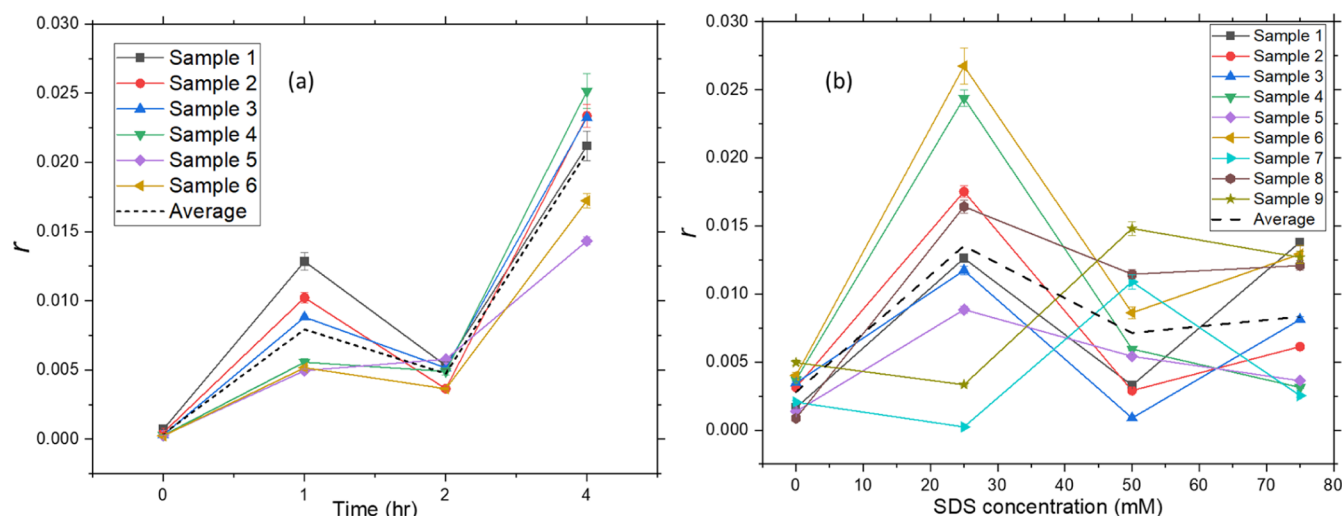 0.030
0.025
0.020
0.015
0.010
0.005
0.000
r
Sample 1
Sample 2
Sample 3
Sample 4
Sample 5
Sample 6
Average
(a)
0 1 2 4
Time (hr)
0.030
0.025
0.020
0.015
0.010
0.005
0.000
r
(b)
Sample 1
Sample 2
Sample 3
Sample 4
Sample 5
Sample 6
Sample 7
Sample 8
Sample 9
Average
0 10 20 30 40 50 60 70 80
SDS concentration (mM)